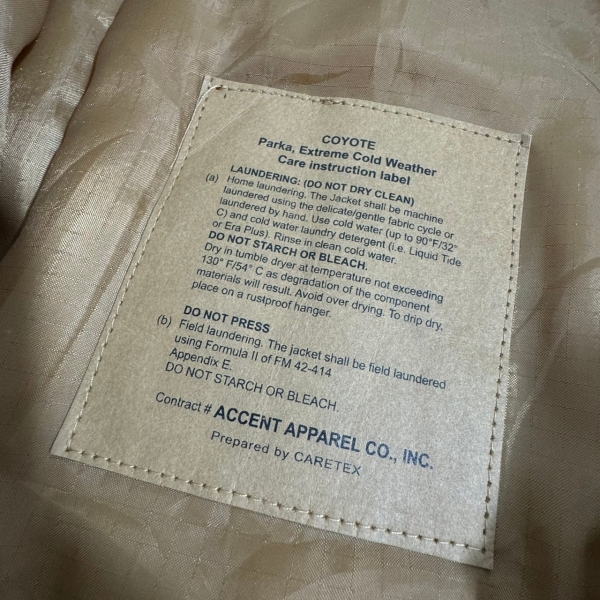 COYOTE
Parka, Extreme Cold Weather
Care instruction label
LAUNDERING: (DO NOT DRY CLEAN)
(a) Home laundering. The Jacket shall be machine
laundered using the delicate/gentle fabric cycle or
laundered by hand. Use cold water (up to 90°F/32°
C) and cold water laundry detergent (i.e. Liquid Tide
or Era Plus). Rinse in clean cold water.
DO NOT STARCH OR BLEACH.
Dry in tumble dryer at temperature not exceeding
130° F/54° C as degradation of the component
materials will result. Avoid over drying. To drip dry,
place on a rustproof hanger.
DO NOT PRESS
(b) Field laundering. The jacket shall be field laundered
using Formula II of FM 42-414
Appendix E.
DO NOT STARCH OR BLEACH.
Contract # ACCENT APPAREL CO., INC.
Prepared by CARETEX